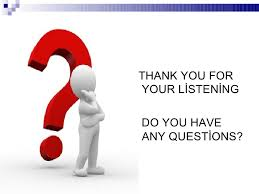 THANK YOU FOR
YOUR LİSTENİNG
DO YOU HAVE
ANY QUESTİONS?